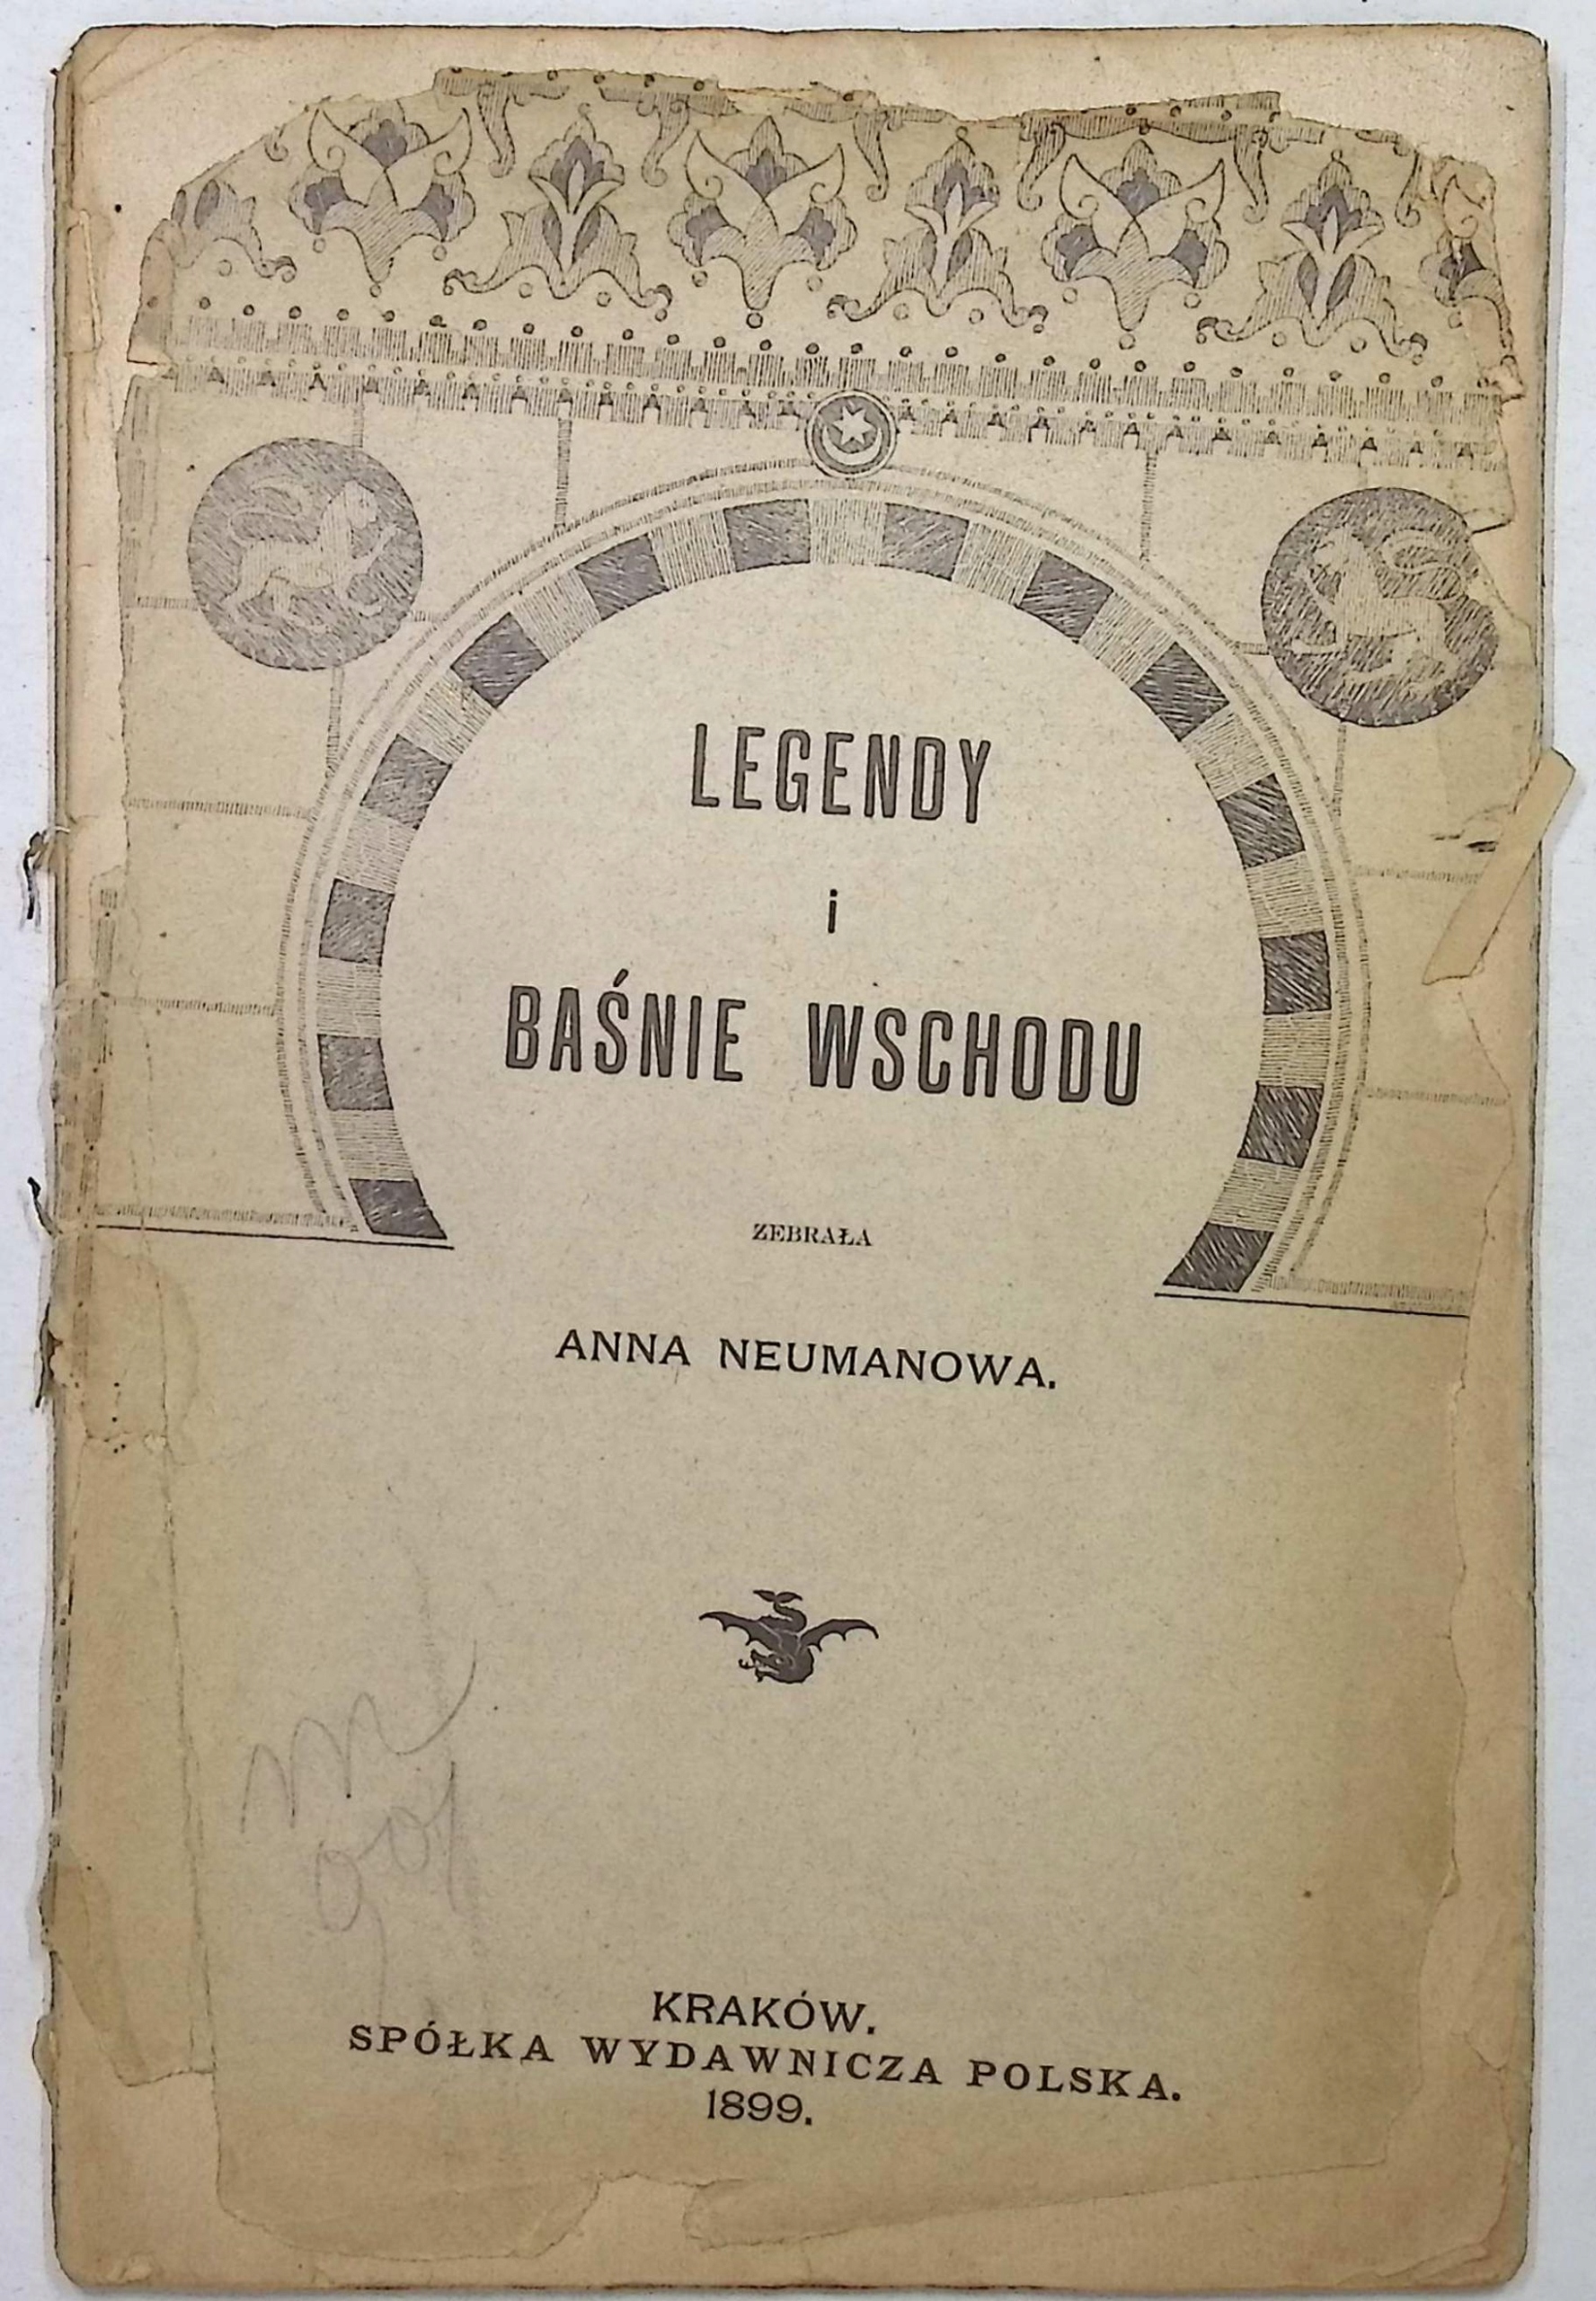 LEGENDY
i
BAŚNIE WSCHODU
ZEBRAŁA
ANNA NEUMANOWA.
KRAKÓW.
SPÓŁKA WYDAWNICZA POLSKA.
1899.